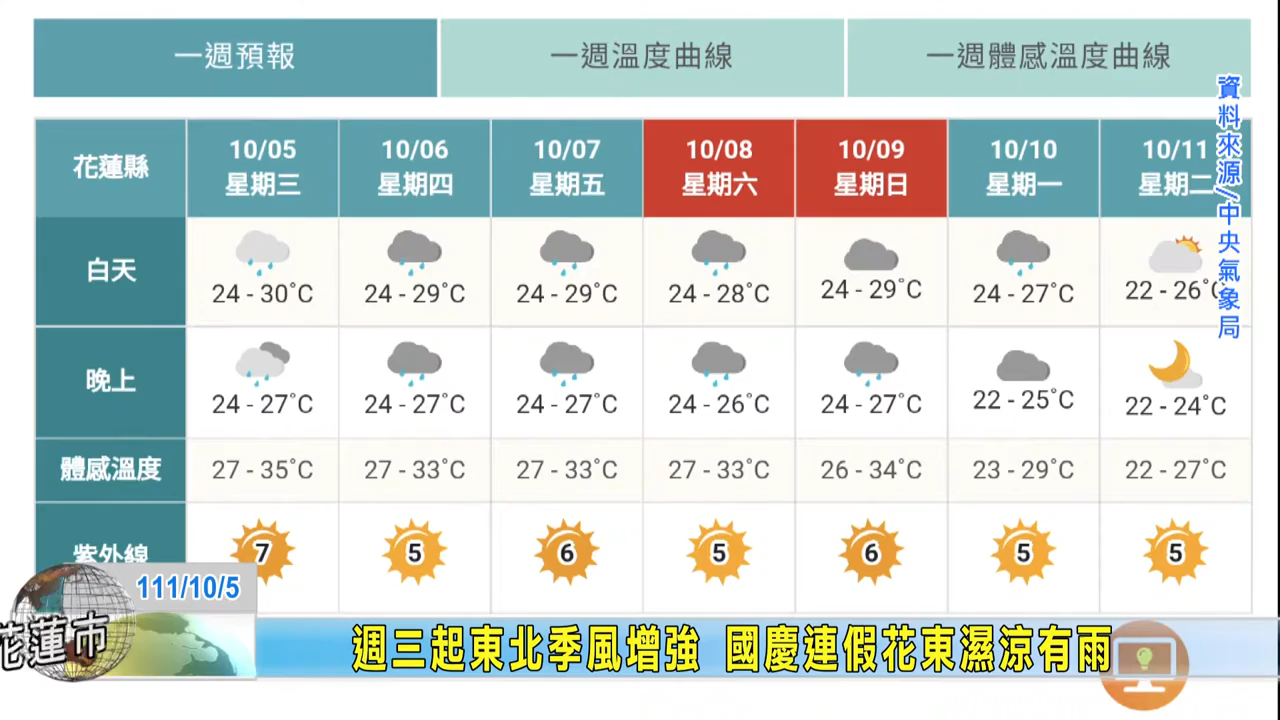 一週預報
一週溫度曲線
一週體感溫度曲線
資料來源/中央氣象局
花蓮縣
10/05
星期三
10/06
星期四
10/07
星期五
10/08
星期六
10/09
星期日
10/10
星期一
10/11
星期二
白天
24 - 30°C
24 - 29°C
24 - 29°C
24 - 28°C
24 - 29°C
24 - 27°C
22 - 26°C
晚上
24 - 27°C
24 - 27°C
24 - 27°C
24 - 26°C
24 - 27°C
22 - 25°C
22 - 24°C
體感溫度
27 - 35°C
27 - 33°C
27 - 33°C
27 - 33°C
26 - 34°C
23 - 29°C
22 - 27°C
紫外線
7
5
6
5
6
5
5
111/10/5
花蓮市
週三起東北季風增強 國慶連假花東濕涼有雨